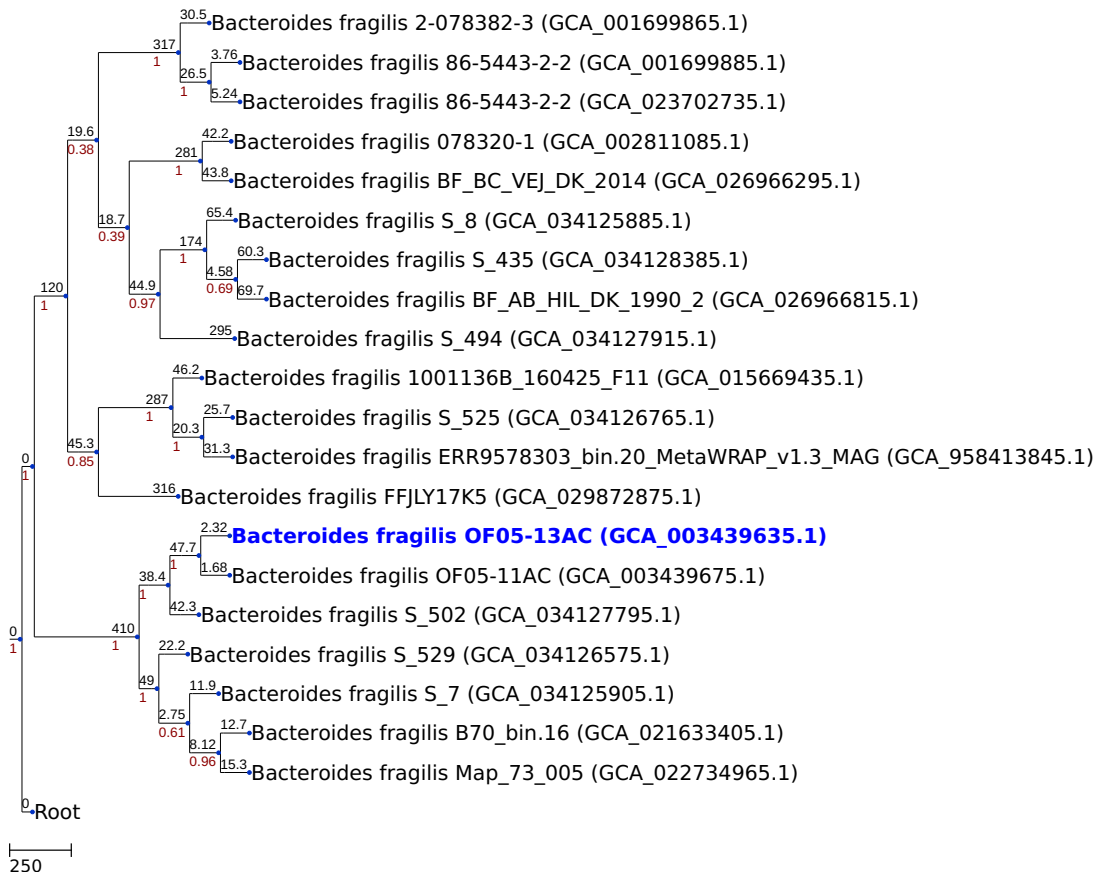 30.5
Bacteroides fragilis 2-078382-3 (GCA_001699865.1)
317
1
3.76
Bacteroides fragilis 86-5443-2-2 (GCA_001699885.1)
26.5
1
5.24
Bacteroides fragilis 86-5443-2-2 (GCA_023702735.1)
19.6
0.38
42.2
Bacteroides fragilis 078320-1 (GCA_002811085.1)
281
1
43.8
Bacteroides fragilis BF_BC_VEJ_DK_2014 (GCA_026966295.1)
18.7
0.39
65.4
Bacteroides fragilis S_8 (GCA_034125885.1)
174
1
60.3
Bacteroides fragilis S_435 (GCA_034128385.1)
4.58
0.69
69.7
Bacteroides fragilis BF_AB_HIL_DK_1990_2 (GCA_026966815.1)
44.9
0.97
120
1
295
Bacteroides fragilis S_494 (GCA_034127915.1)
46.2
Bacteroides fragilis 1001136B_160425_F11 (GCA_015669435.1)
287
1
25.7
Bacteroides fragilis S_525 (GCA_034126765.1)
20.3
1
31.3
Bacteroides fragilis ERR9578303_bin.20_MetaWRAP_v1.3_MAG (GCA_958413845.1)
45.3
0.85
0
1
316
Bacteroides fragilis FFJLY17K5 (GCA_029872875.1)
2.32
Bacteroides fragilis OF05-13AC (GCA_003439635.1)
47.7
1
1.68
Bacteroides fragilis OF05-11AC (GCA_003439675.1)
38.4
1
42.3
Bacteroides fragilis S_502 (GCA_034127795.1)
0
1
410
1
22.2
Bacteroides fragilis S_529 (GCA_034126575.1)
49
1
11.9
Bacteroides fragilis S_7 (GCA_034125905.1)
2.75
0.61
12.7
Bacteroides fragilis B70_bin.16 (GCA_021633405.1)
8.12
0.96
15.3
Bacteroides fragilis Map_73_005 (GCA_022734965.1)
0
Root
250